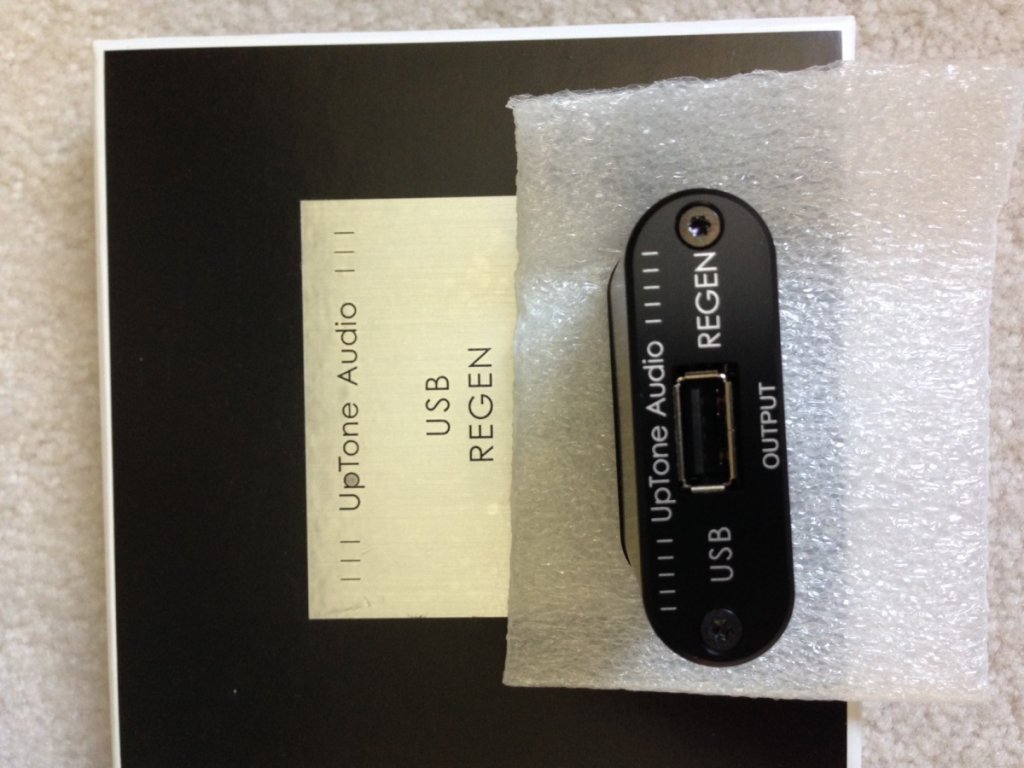 ||| UpTone Audio |||
USB
REGEN
||||| UpTone Audio |||||
USB REGEN
OUTPUT